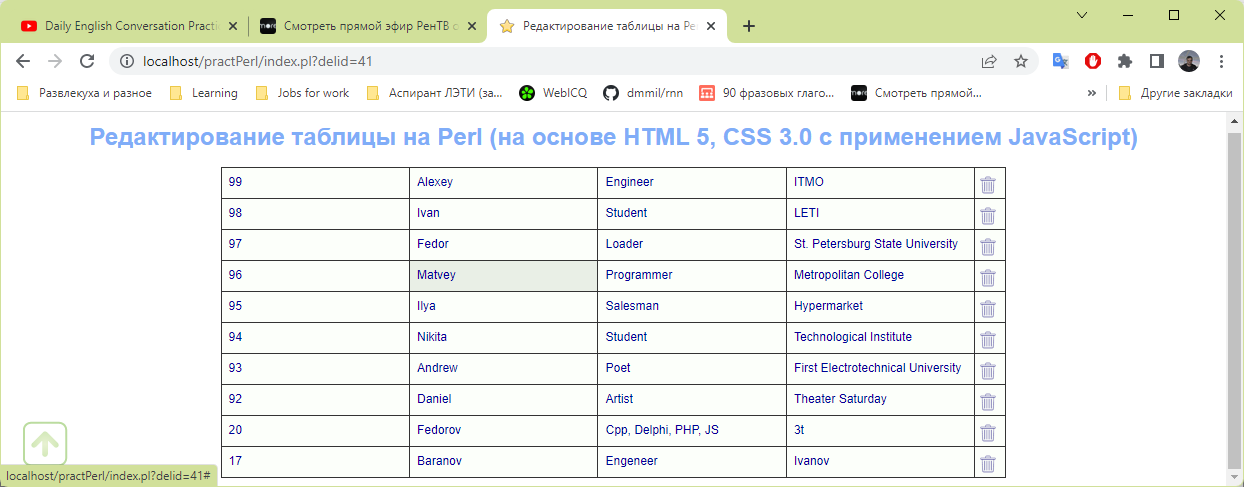 Daily English Conversation Practi
Смотреть прямой эфир РенТВ о
Редактирование таблицы на Pe
localhost/practPerl/index.pl?delid=41
Развлекуха и разное Learning Jobs for work Аспирант ЛЭТИ (за... WebICQ dmmil/rnn 90 фразовых глаго... more Смотреть прямой... » Другие закладки
Редактирование таблицы на Perl (на основе HTML 5, CSS 3.0 с применением JavaScript)
99 Alexey Engineer ITMO
98 Ivan Student LETI
97 Fedor Loader St. Petersburg State University
96 Matvey Programmer Metropolitan College
95 Ilya Salesman Hypermarket
94 Nikita Student Technological Institute
93 Andrew Poet First Electrotechnical University
92 Daniel Artist Theater Saturday
20 Fedorov Cpp, Delphi, PHP, JS 3t
17 Baranov Engeneer Ivanov
localhost/practPerl/index.pl?delid=41#